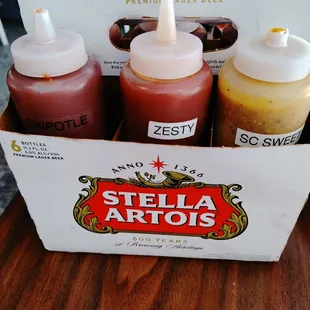 PREMIUM LAGER BEER
CHIPOTLE
ZESTY
SC SWEET
6 BOTTLES
PREMIUM LAGER BEER
ANNO 1366
STELLA
ARTOIS
600 YEARS
of Brewing Heritage